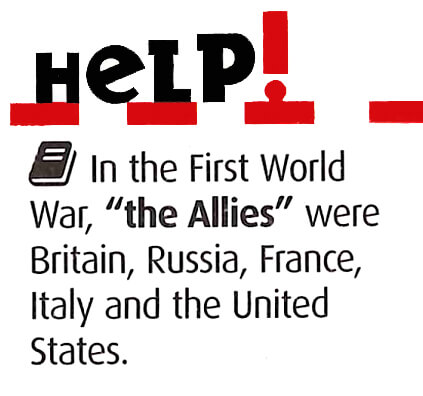 HeLP!
In the First World
War, “the Allies” were
Britain, Russia, France,
Italy and the United
States.